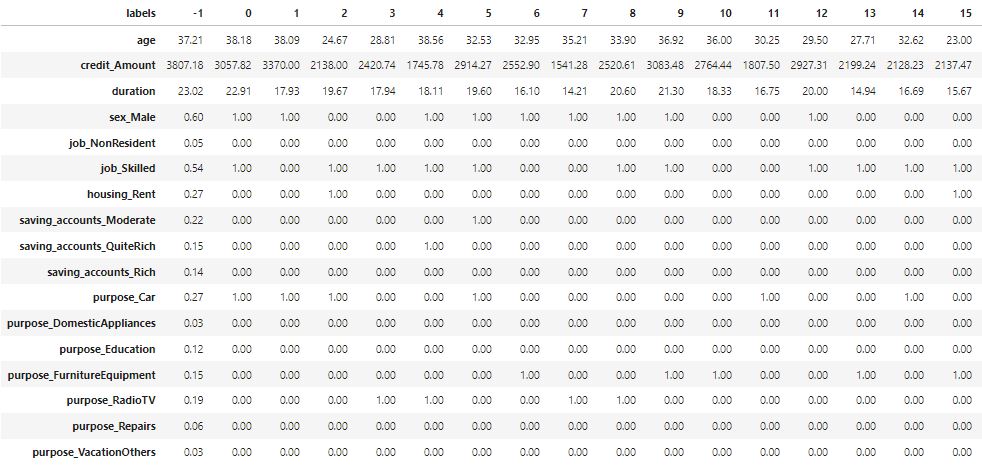 labels -1 0 1 2 3 4 5 6 7 8 9 10 11 12 13 14 15
age 37.21 38.18 38.09 24.67 28.81 38.56 32.53 32.95 35.21 33.90 36.92 36.00 30.25 29.50 27.71 32.62 23.00
credit_Amount 3807.18 3057.82 3370.00 2138.00 2420.74 1745.78 2914.27 2552.90 1541.28 2520.61 3083.48 2764.44 1807.50 2927.31 2199.24 2128.23 2137.47
duration 23.02 22.91 17.93 19.67 17.94 18.11 19.60 16.10 14.21 20.60 21.30 18.33 16.75 20.00 14.94 16.69 15.67
sex_Male 0.60 1.00 1.00 0.00 0.00 1.00 1.00 1.00 1.00 1.00 1.00 0.00 0.00 1.00 0.00 0.00 0.00
job_NonResident 0.05 0.00 0.00 0.00 0.00 0.00 0.00 0.00 0.00 0.00 0.00 0.00 0.00 0.00 0.00 0.00 0.00
job_Skilled 0.54 1.00 0.00 1.00 1.00 1.00 1.00 0.00 0.00 1.00 1.00 0.00 0.00 1.00 1.00 1.00 1.00
housing_Rent 0.27 0.00 0.00 1.00 0.00 0.00 0.00 0.00 0.00 0.00 0.00 0.00 0.00 0.00 0.00 0.00 1.00
saving_accounts_Moderate 0.22 0.00 0.00 0.00 0.00 0.00 1.00 0.00 0.00 0.00 0.00 0.00 0.00 0.00 0.00 0.00 0.00
saving_accounts_QuiteRich 0.15 0.00 0.00 0.00 0.00 1.00 0.00 0.00 0.00 0.00 0.00 0.00 0.00 0.00 0.00 0.00 0.00
saving_accounts_Rich 0.14 0.00 0.00 0.00 0.00 0.00 0.00 0.00 0.00 0.00 0.00 0.00 0.00 0.00 0.00 0.00 0.00
purpose_Car 0.27 1.00 1.00 1.00 0.00 0.00 1.00 0.00 0.00 0.00 0.00 0.00 1.00 0.00 0.00 1.00 0.00
purpose_DomesticAppliances 0.03 0.00 0.00 0.00 0.00 0.00 0.00 0.00 0.00 0.00 0.00 0.00 0.00 0.00 0.00 0.00 0.00
purpose_Education 0.12 0.00 0.00 0.00 0.00 0.00 0.00 0.00 0.00 0.00 0.00 0.00 0.00 0.00 0.00 0.00 0.00
purpose_FurnitureEquipment 0.15 0.00 0.00 0.00 0.00 0.00 0.00 1.00 0.00 0.00 1.00 1.00 0.00 0.00 1.00 0.00 1.00
purpose_RadioTV 0.19 0.00 0.00 0.00 1.00 1.00 0.00 0.00 1.00 1.00 0.00 0.00 0.00 0.00 0.00 0.00 0.00
purpose_Repairs 0.06 0.00 0.00 0.00 0.00 0.00 0.00 0.00 0.00 0.00 0.00 0.00 0.00 0.00 0.00 0.00 0.00
purpose_VacationOthers 0.03 0.00 0.00 0.00 0.00 0.00 0.00 0.00 0.00 0.00 0.00 0.00 0.00 0.00 0.00 0.00 0.00